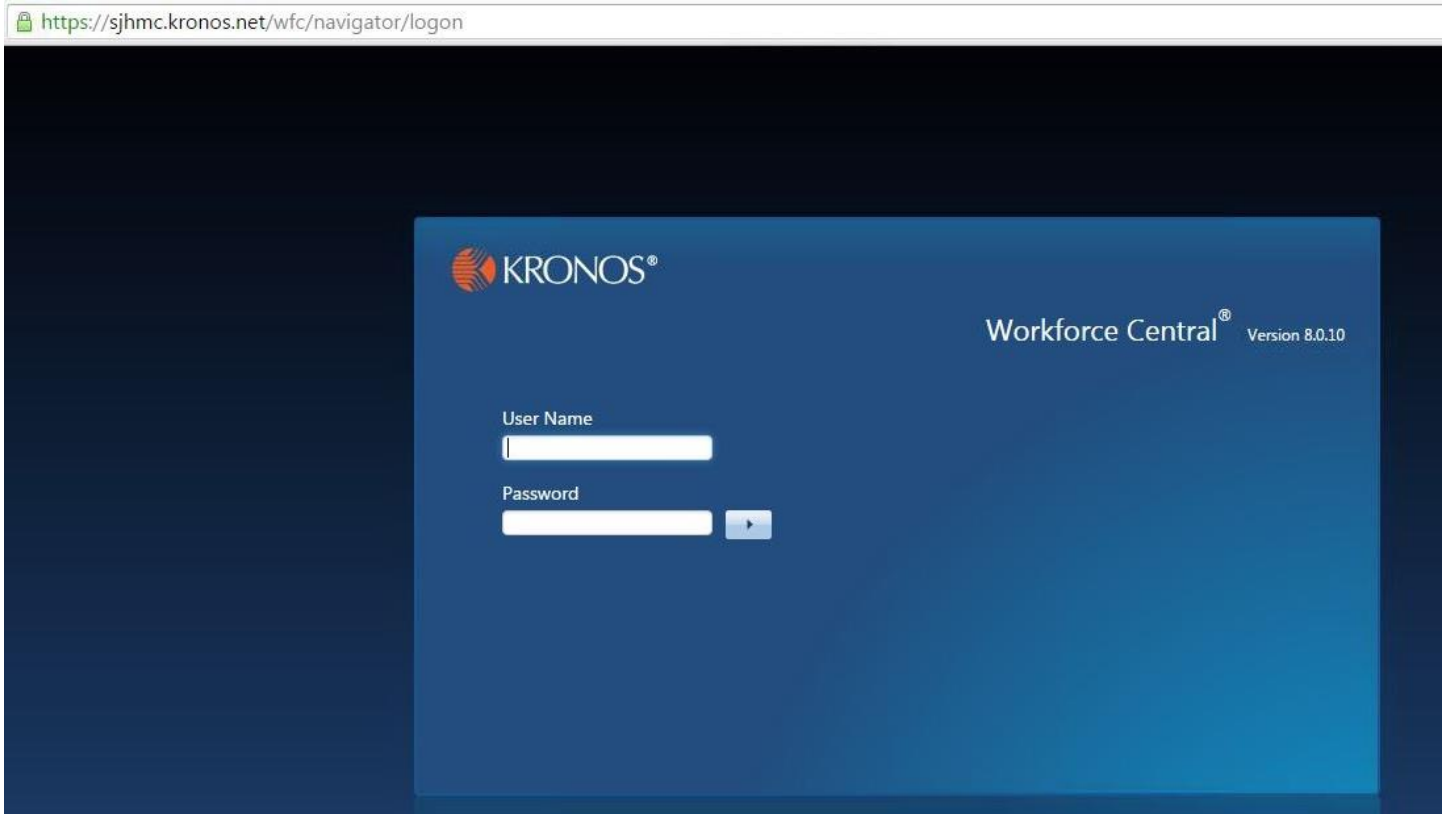 https://sjhmc.kronos.net/wfc/navigator/logon
KRONOS®
Workforce Central® Version 8.0.10
User Name
Password